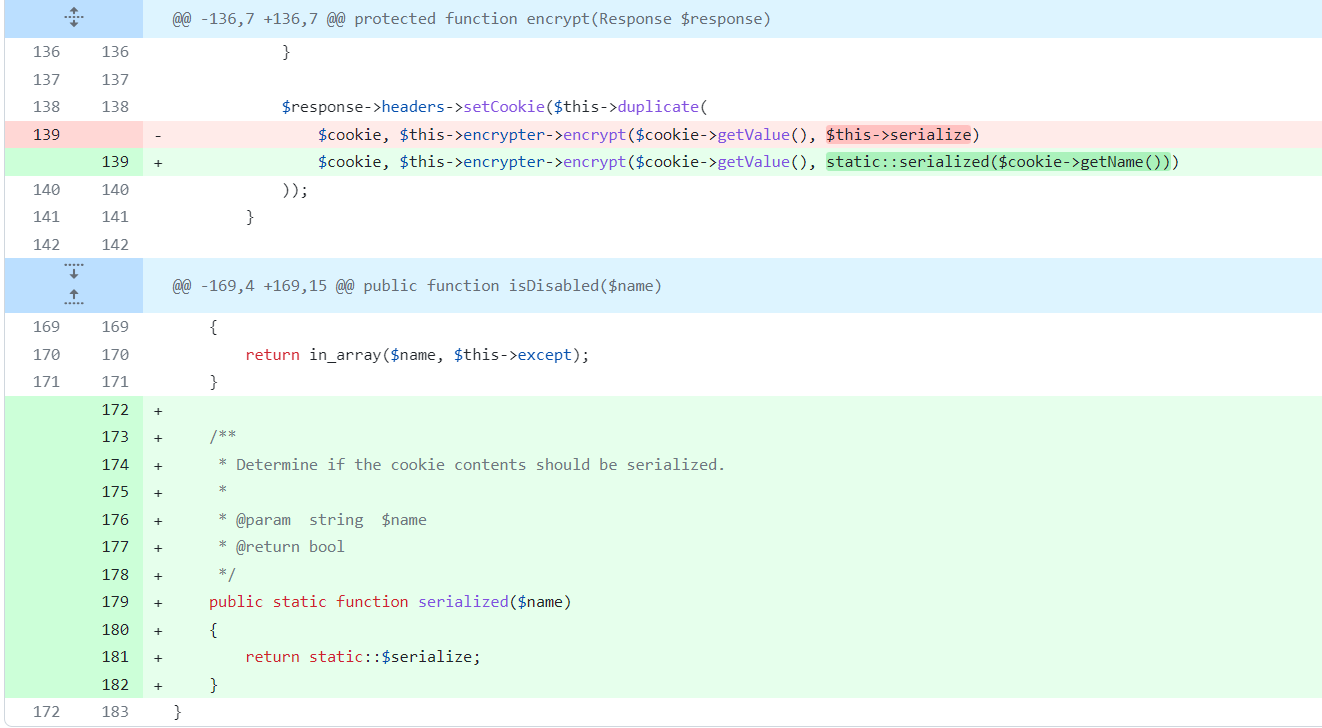 @@ -136,7 +136,7 @@ protected function encrypt(Response $response)
136 136 }
137 137
138 138 $response->headers->setCookie($this->duplicate(
139 - $cookie, $this->encrypter->encrypt($cookie->getValue(), $this->serialize)
139 + $cookie, $this->encrypter->encrypt($cookie->getValue(), static::serialized($cookie->getName()))
140 140 ));
141 141 }
142 142
@@ -169,4 +169,15 @@ public function isDisabled($name)
169 169 {
170 170 return in_array($name, $this->except);
171 171 }
172 +
173 + /**
174 + * Determine if the cookie contents should be serialized.
175 + *
176 + * @param string $name
177 + * @return bool
178 + */
179 + public static function serialized($name)
180 + {
181 + return static::$serialize;
182 + }
172 183 }